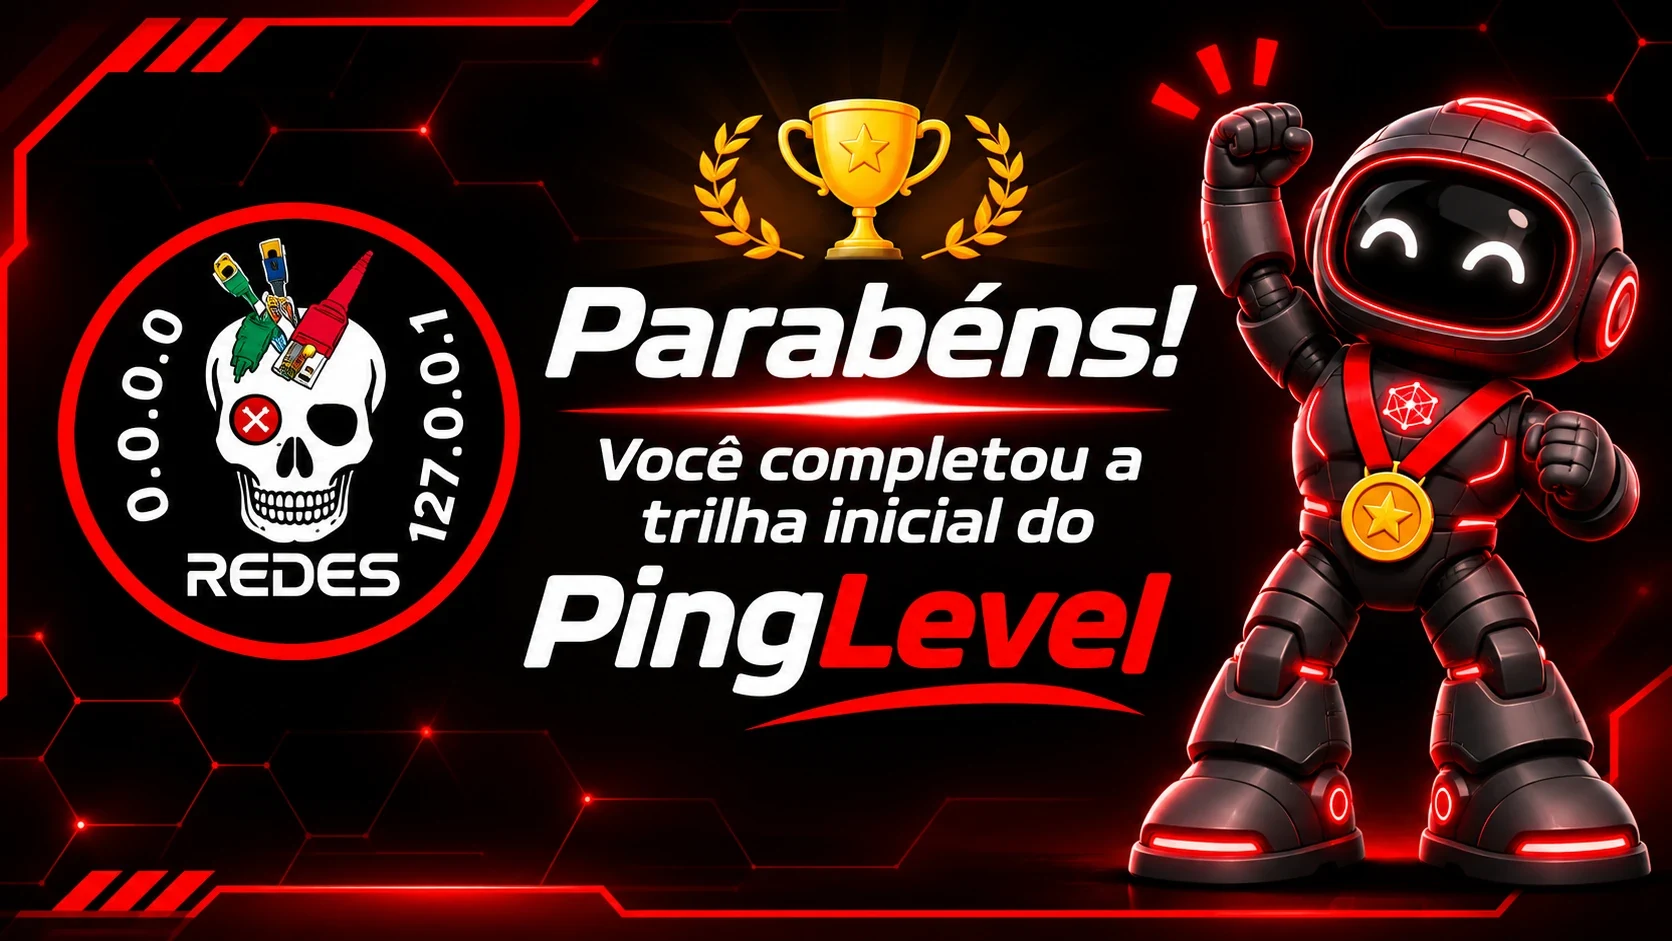 0.0.0.0
127.0.0.1
REDES
Parabéns!
Você completou a
trilha inicial do
PingLevel